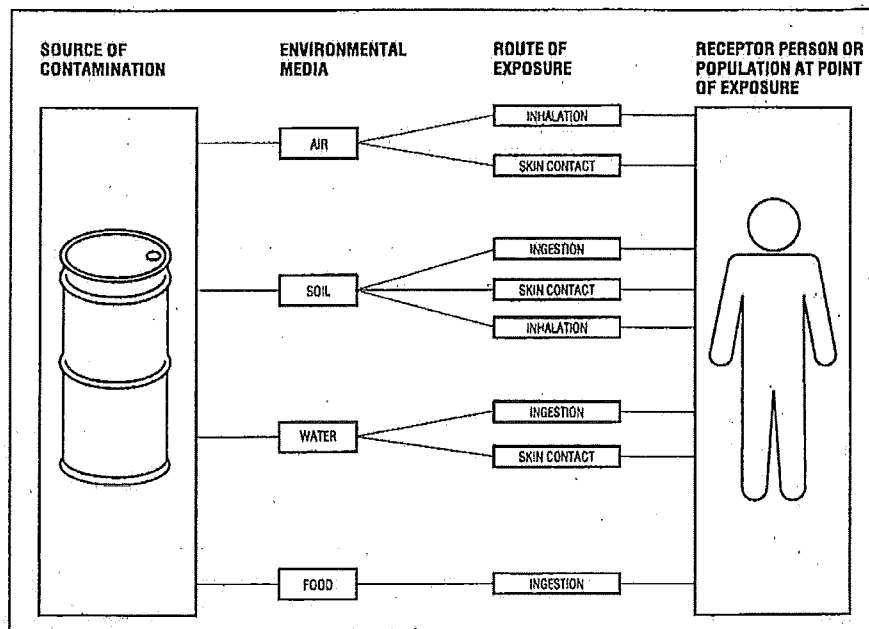 SOURCE OF
CONTAMINATION
ENVIRONMENTAL
MEDIA
ROUTE OF
EXPOSURE
RECEPTOR PERSON OR
POPULATION AT POINT
OF EXPOSURE
AIR
INHALATION
SKIN CONTACT
SOIL
INGESTION
SKIN CONTACT
INHALATION
WATER
INGESTION
SKIN CONTACT
FOOD
INGESTION